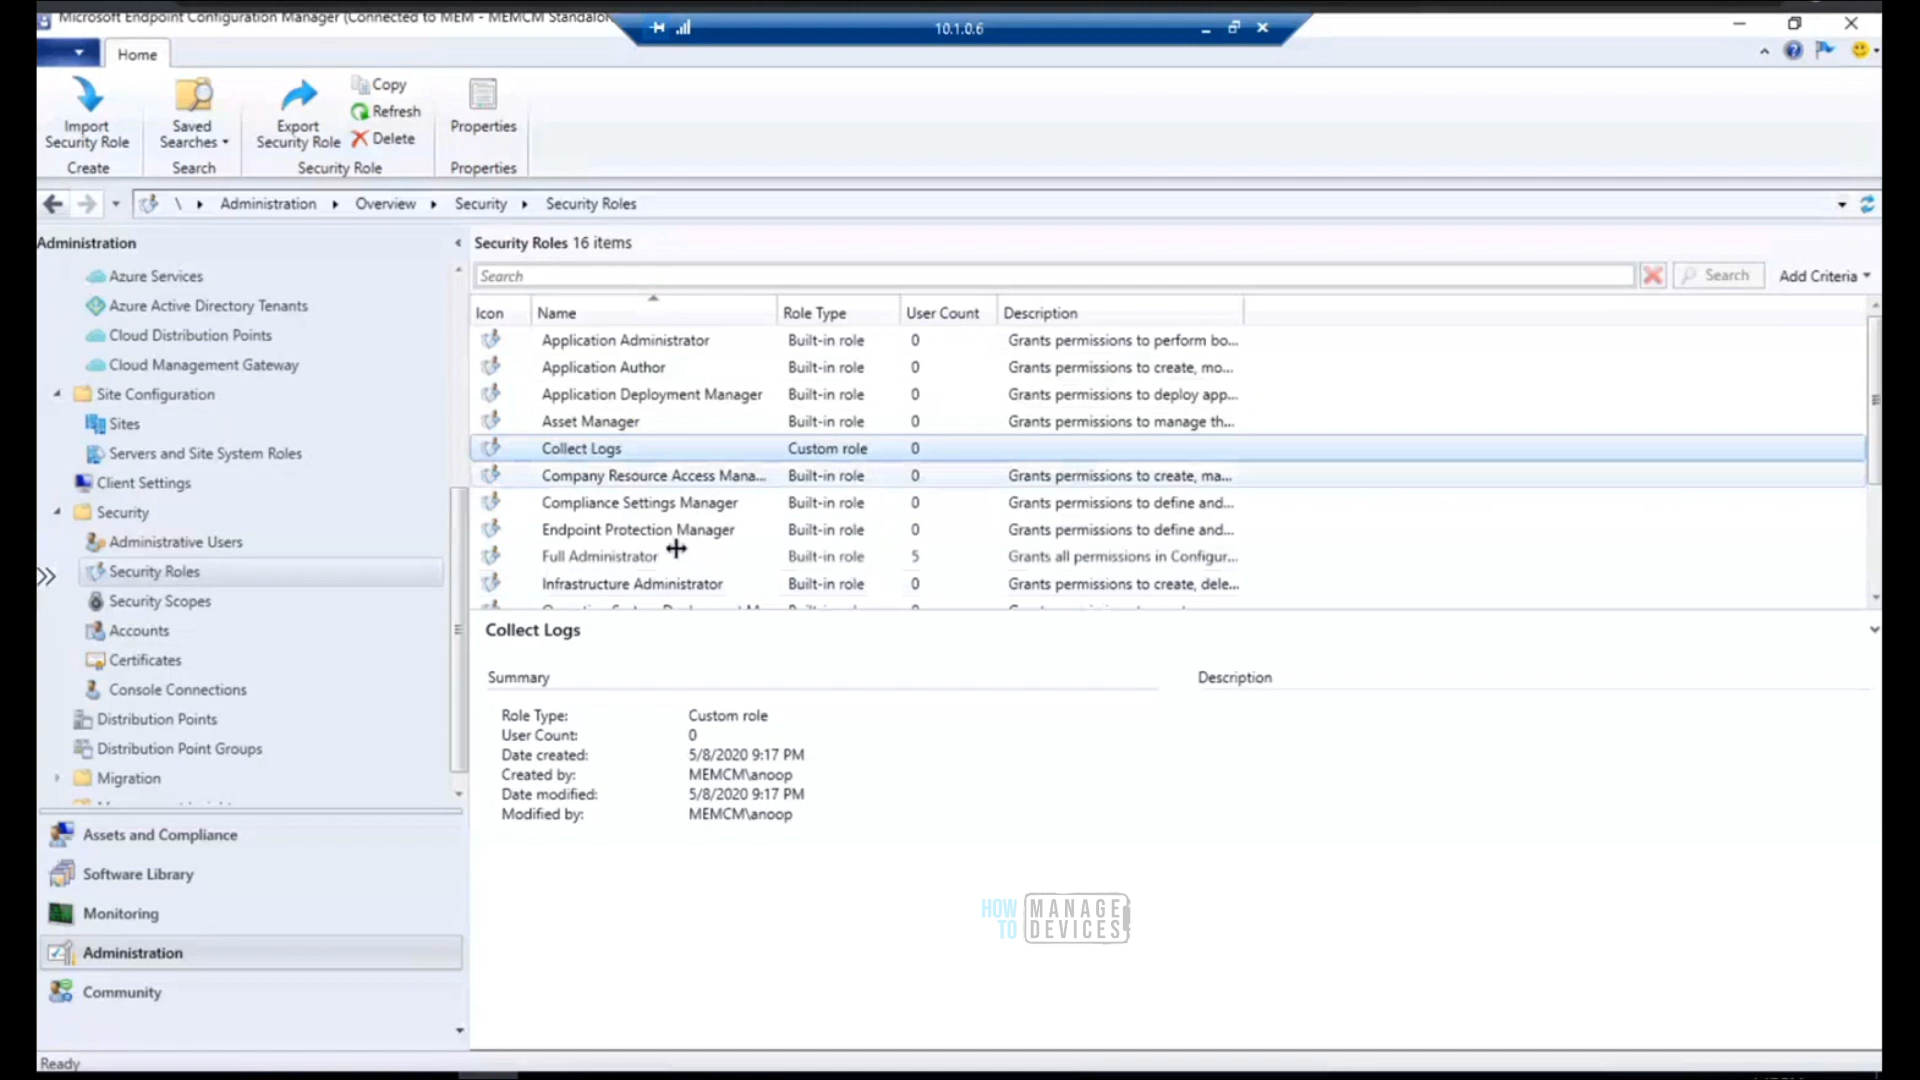 Microsoft Endpoint Configuration Manager (Connected to MEM - MEMCM Standalo
10.1.0.6
Home
Import
Security Role
Saved
Searches
Export
Security Role
Copy
Refresh
Delete
Properties
Create
Search
Security Role
Properties
\ Administration Overview Security Security Roles
Administration
Azure Services
Azure Active Directory Tenants
Cloud Distribution Points
Cloud Management Gateway
Site Configuration
Sites
Servers and Site System Roles
Client Settings
Security
Administrative Users
Security Roles
Security Scopes
Accounts
Certificates
Console Connections
Distribution Points
Distribution Point Groups
Migration
Assets and Compliance
Software Library
Monitoring
Administration
Community
Ready
Security Roles 16 items
Search
Search
Add Criteria
Icon Name Role Type User Count Description
Application Administrator Built-in role 0 Grants permissions to perform bo...
Application Author Built-in role 0 Grants permissions to create, mo...
Application Deployment Manager Built-in role 0 Grants permissions to deploy app...
Asset Manager Built-in role 0 Grants permissions to manage th...
Collect Logs Custom role 0
Company Resource Access Mana... Built-in role 0 Grants permissions to create, ma...
Compliance Settings Manager Built-in role 0 Grants permissions to define and...
Endpoint Protection Manager Built-in role 0 Grants permissions to define and...
Full Administrator Built-in role 5 Grants all permissions in Configur...
Infrastructure Administrator Built-in role 0 Grants permissions to create, dele...
Collect Logs
Summary
Description
Role Type: Custom role
User Count: 0
Date created: 5/8/2020 9:17 PM
Created by: MEMCM\anoop
Date modified: 5/8/2020 9:17 PM
Modified by: MEMCM\anoop
HOW MANAGE
TO DEVICES